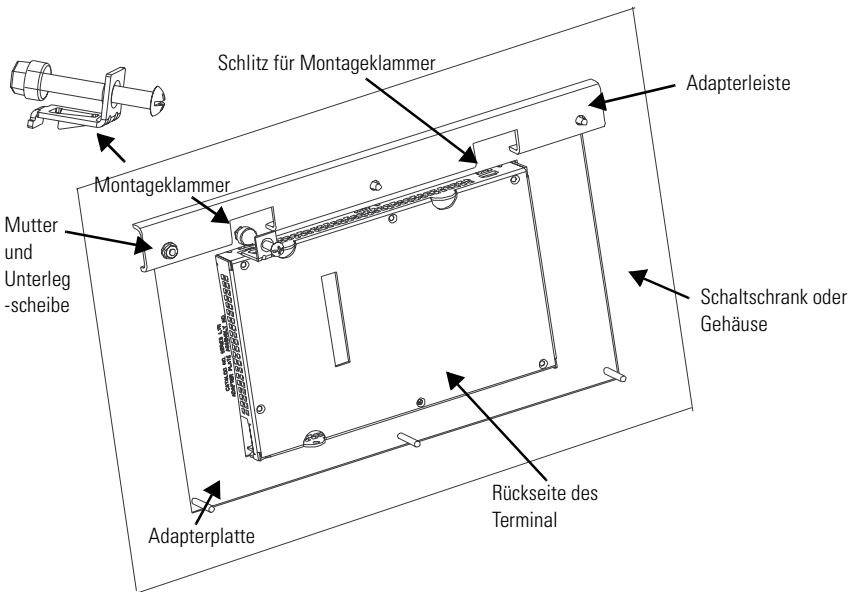 Schlitz für Montageklammer
Adapterleiste
Montageklammer
Mutter
und
Unterleg
-scheibe
Schaltschrank oder
Gehäuse
Rückseite des
Terminal
Adapterplatte